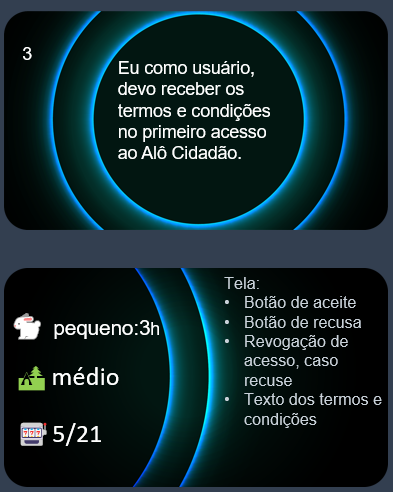 3
Eu como usuário,
devo receber os
termos e condições
no primeiro acesso
ao Alô Cidadão.
pequeno:3h
médio
5/21
Tela:
• Botão de aceite
• Botão de recusa
• Revogação de
acesso, caso
recuse
• Texto dos termos e
condições